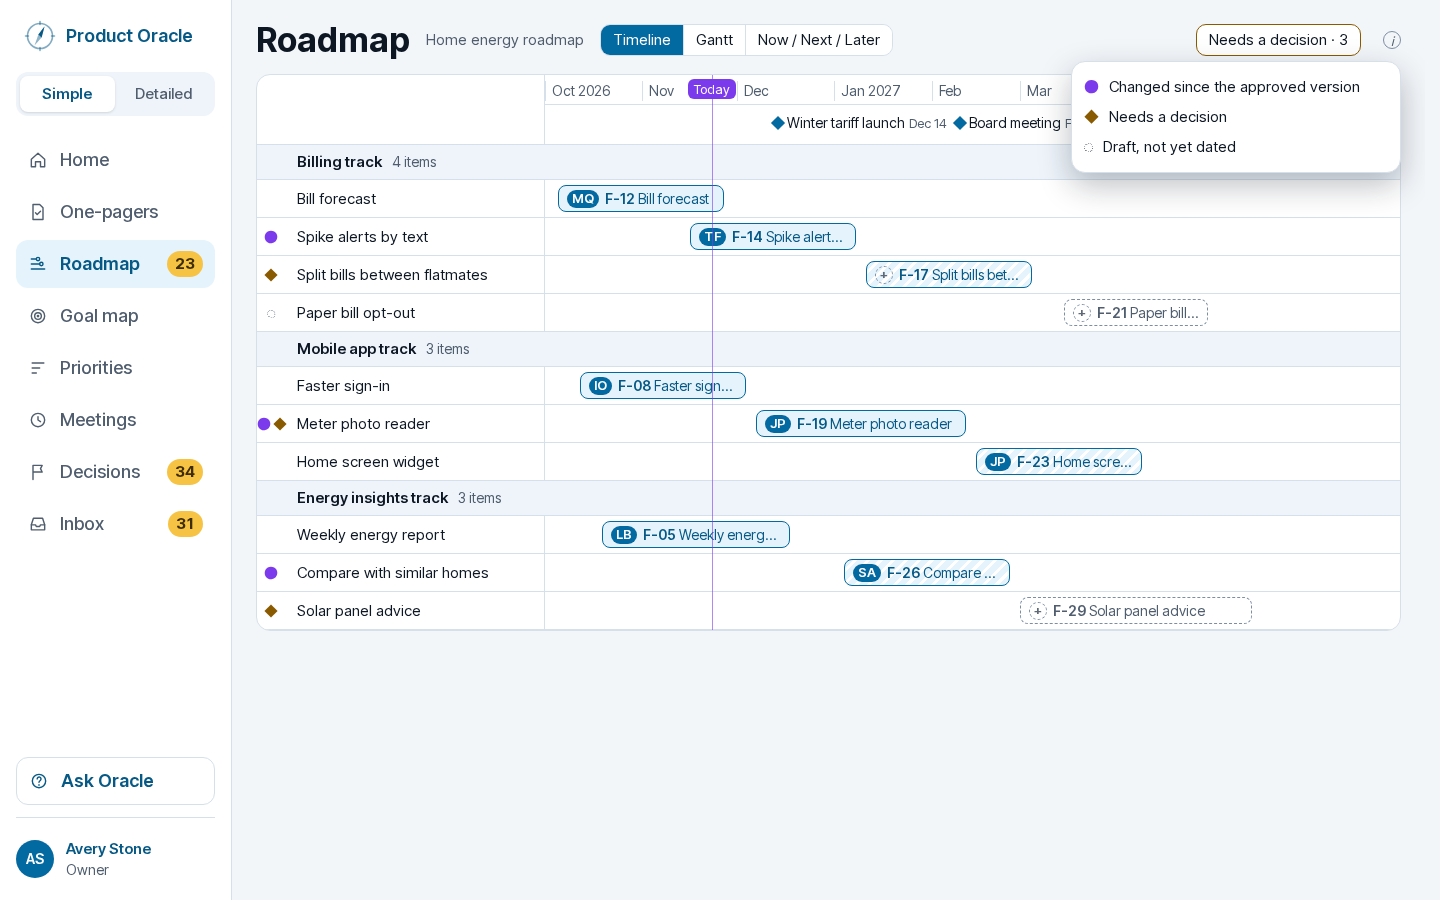 Product Oracle
Simple Detailed
Home
One-pagers
Roadmap 23
Goal map
Priorities
Meetings
Decisions 34
Inbox 31
Ask Oracle
AS Avery Stone
Owner
Roadmap Home energy roadmap Timeline Gantt Now / Next / Later Needs a decision · 3 i
Changed since the approved version
Needs a decision
Draft, not yet dated
Oct 2026 Nov Today Dec Jan 2027 Feb Mar
Winter tariff launch Dec 14 Board meeting F
Billing track 4 items
Bill forecast MQ F-12 Bill forecast
Spike alerts by text TF F-14 Spike alert...
Split bills between flatmates + F-17 Split bills bet...
Paper bill opt-out + F-21 Paper bill...
Mobile app track 3 items
Faster sign-in IO F-08 Faster sign...
Meter photo reader JP F-19 Meter photo reader
Home screen widget JP F-23 Home scre...
Energy insights track 3 items
Weekly energy report LB F-05 Weekly energ...
Compare with similar homes SA F-26 Compare ...
Solar panel advice + F-29 Solar panel advice